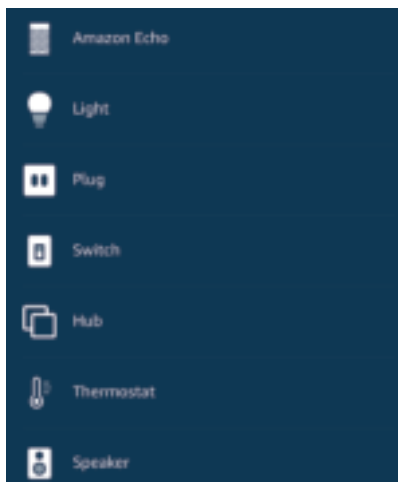 Amazon Echo
Light
Plug
Switch
Hub
Thermostat
Speaker